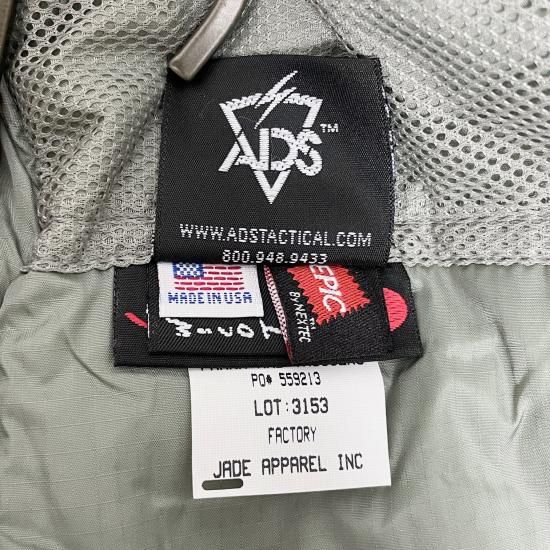 ADS™
WWW.ADSTACTICAL.COM
800.948.9433
MADE IN USA
EPIC
BY NEXTEC
PO# 559213
LOT:3153
FACTORY
JADE APPAREL INC